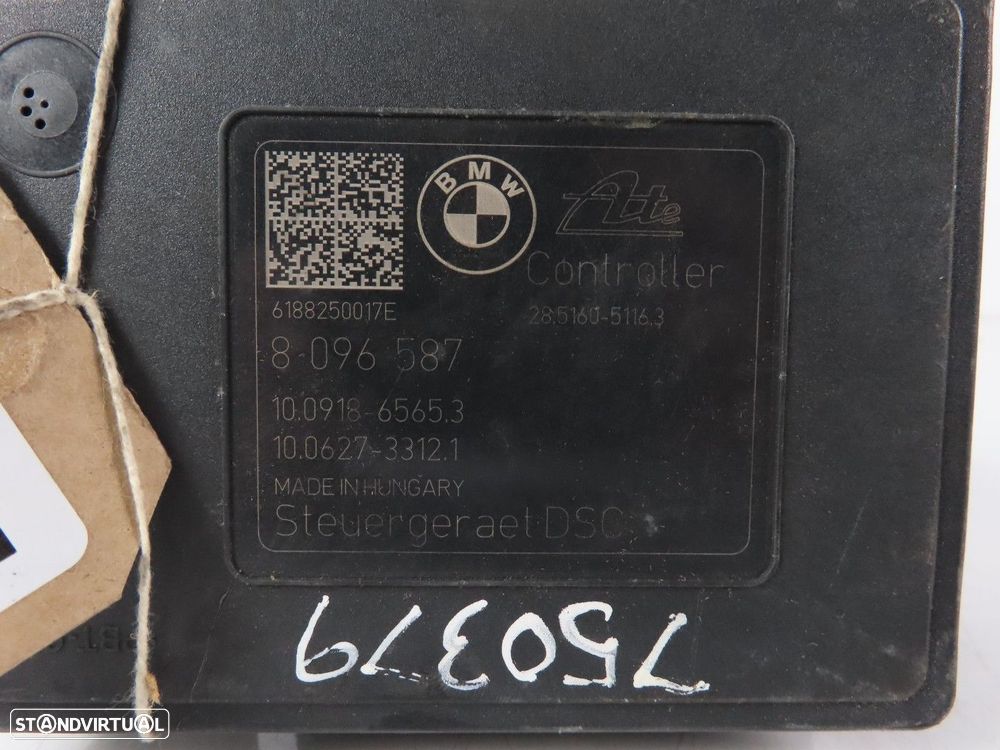 BMW
Ate
Controller
6188250017E
28.5160-5116.3
8 096 587
10.0918-6565.3
10.0627-3312.1
MADE IN HUNGARY
Steuergeraet DSC
750379
STANDVIRTUAL